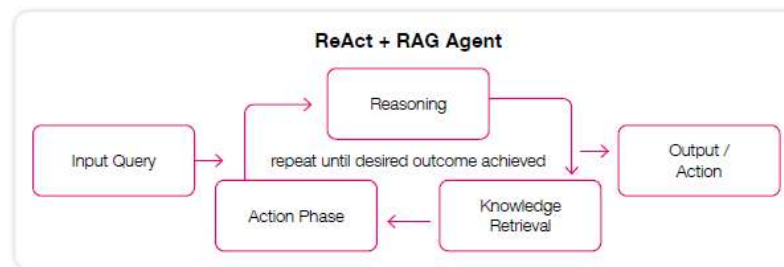 ReAct + RAG Agent
Reasoning
Input Query
repeat until desired outcome achieved
Output /
Action
Action Phase
Knowledge
Retrieval